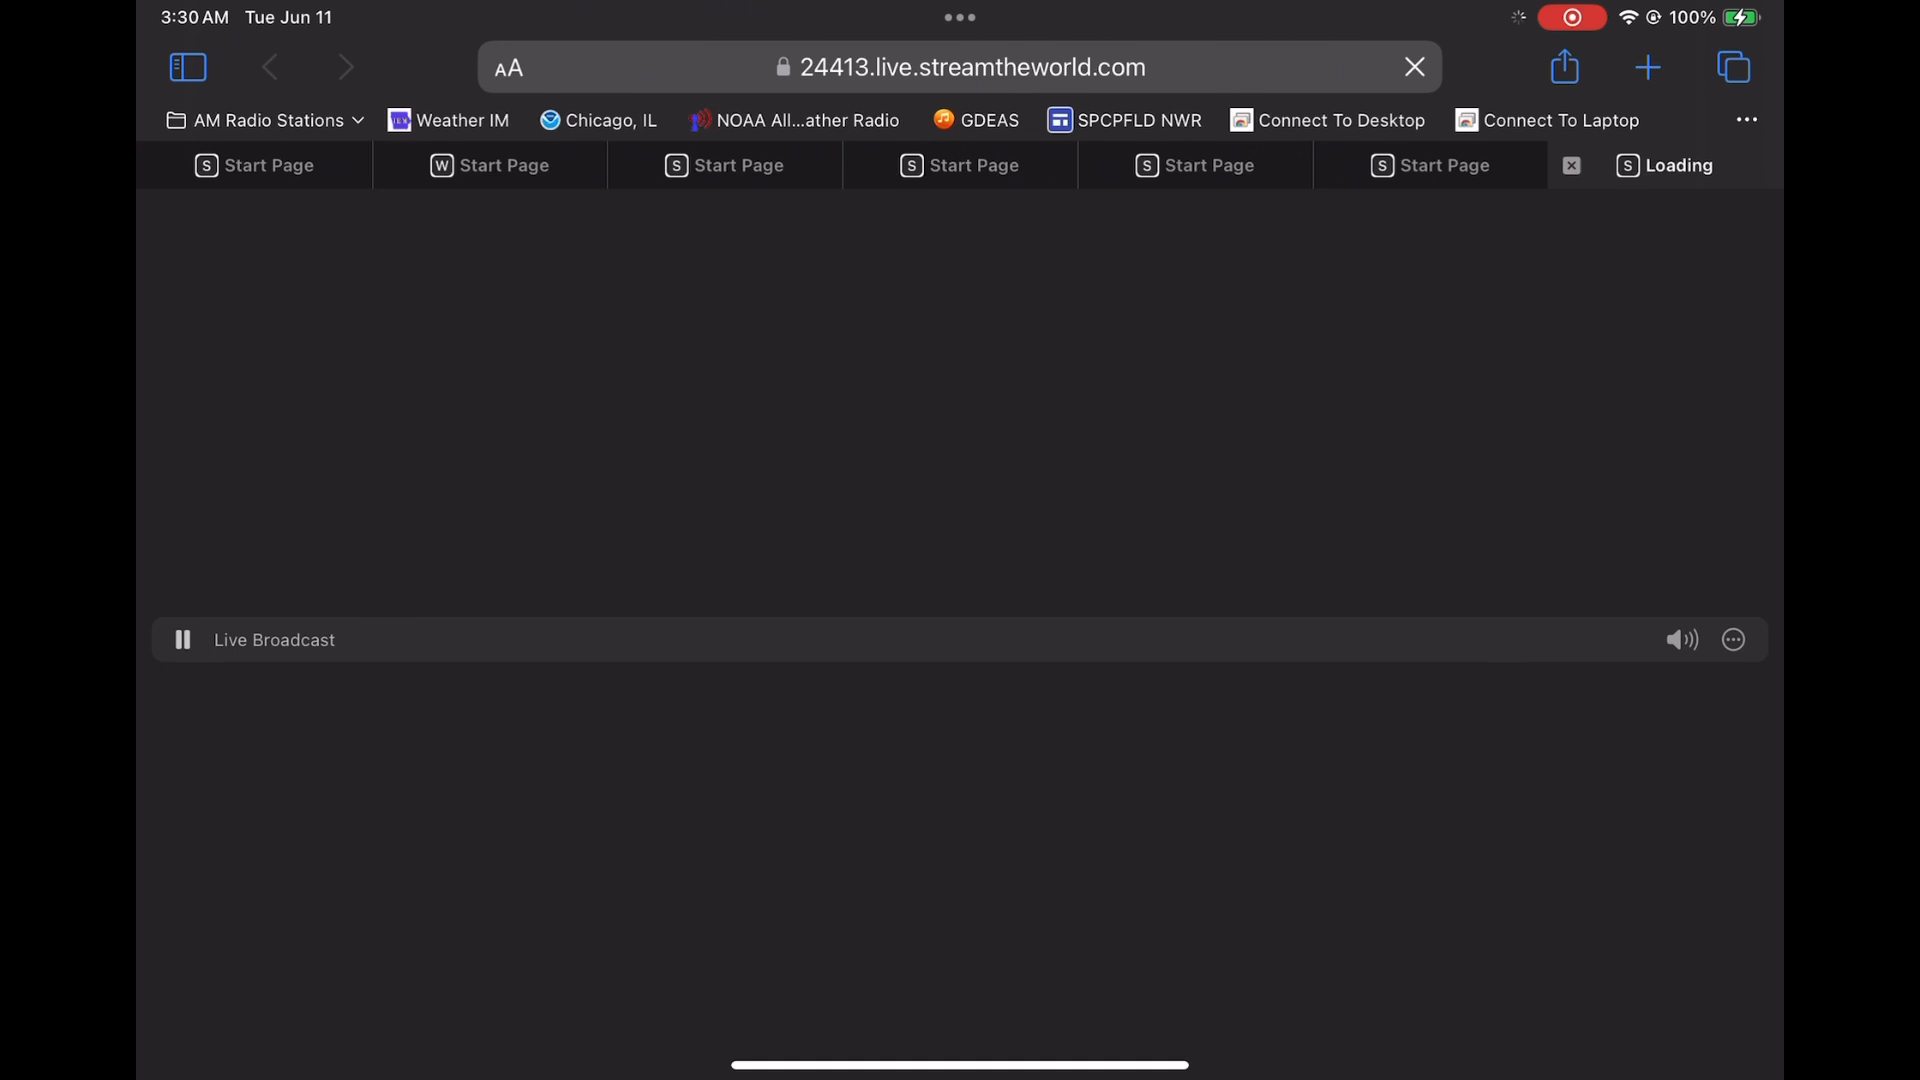 3:30 AM Tue Jun 11
100%
AA 24413.live.streamtheworld.com
AM Radio Stations Weather IM Chicago, IL NOAA All...ather Radio GDEAS SPCPFLD NWR Connect To Desktop Connect To Laptop
S Start Page W Start Page S Start Page S Start Page S Start Page S Start Page S Loading
Live Broadcast